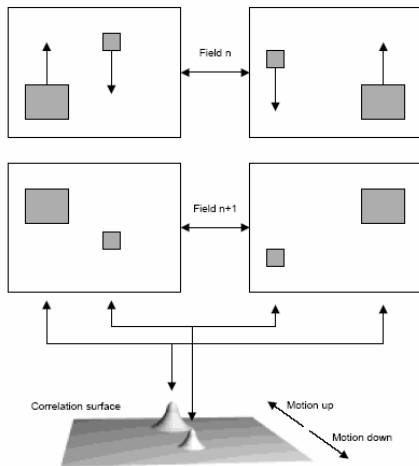 Field n
Field n+1
Correlation surface
Motion up
Motion down